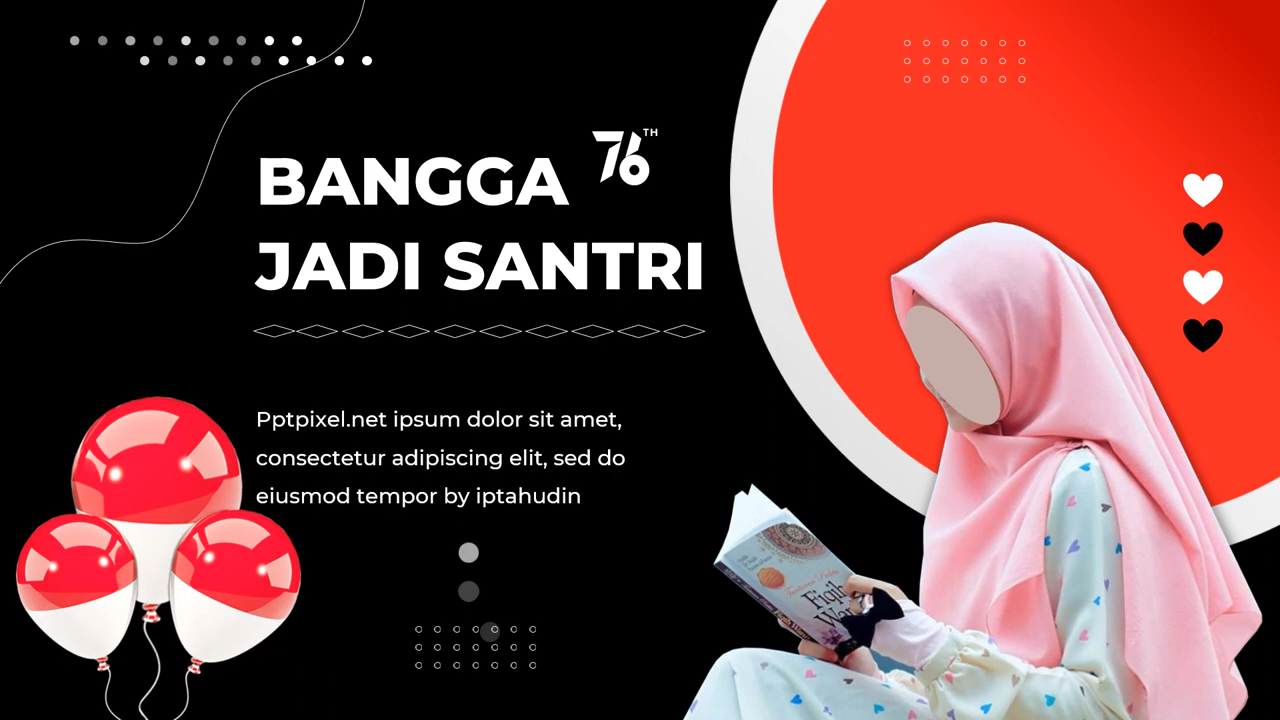 76TH
BANGGA
JADI SANTRI
Pptpixel.net ipsum dolor sit amet,
consectetur adipiscing elit, sed do
eiusmod tempor by iptahudin
Fiqih